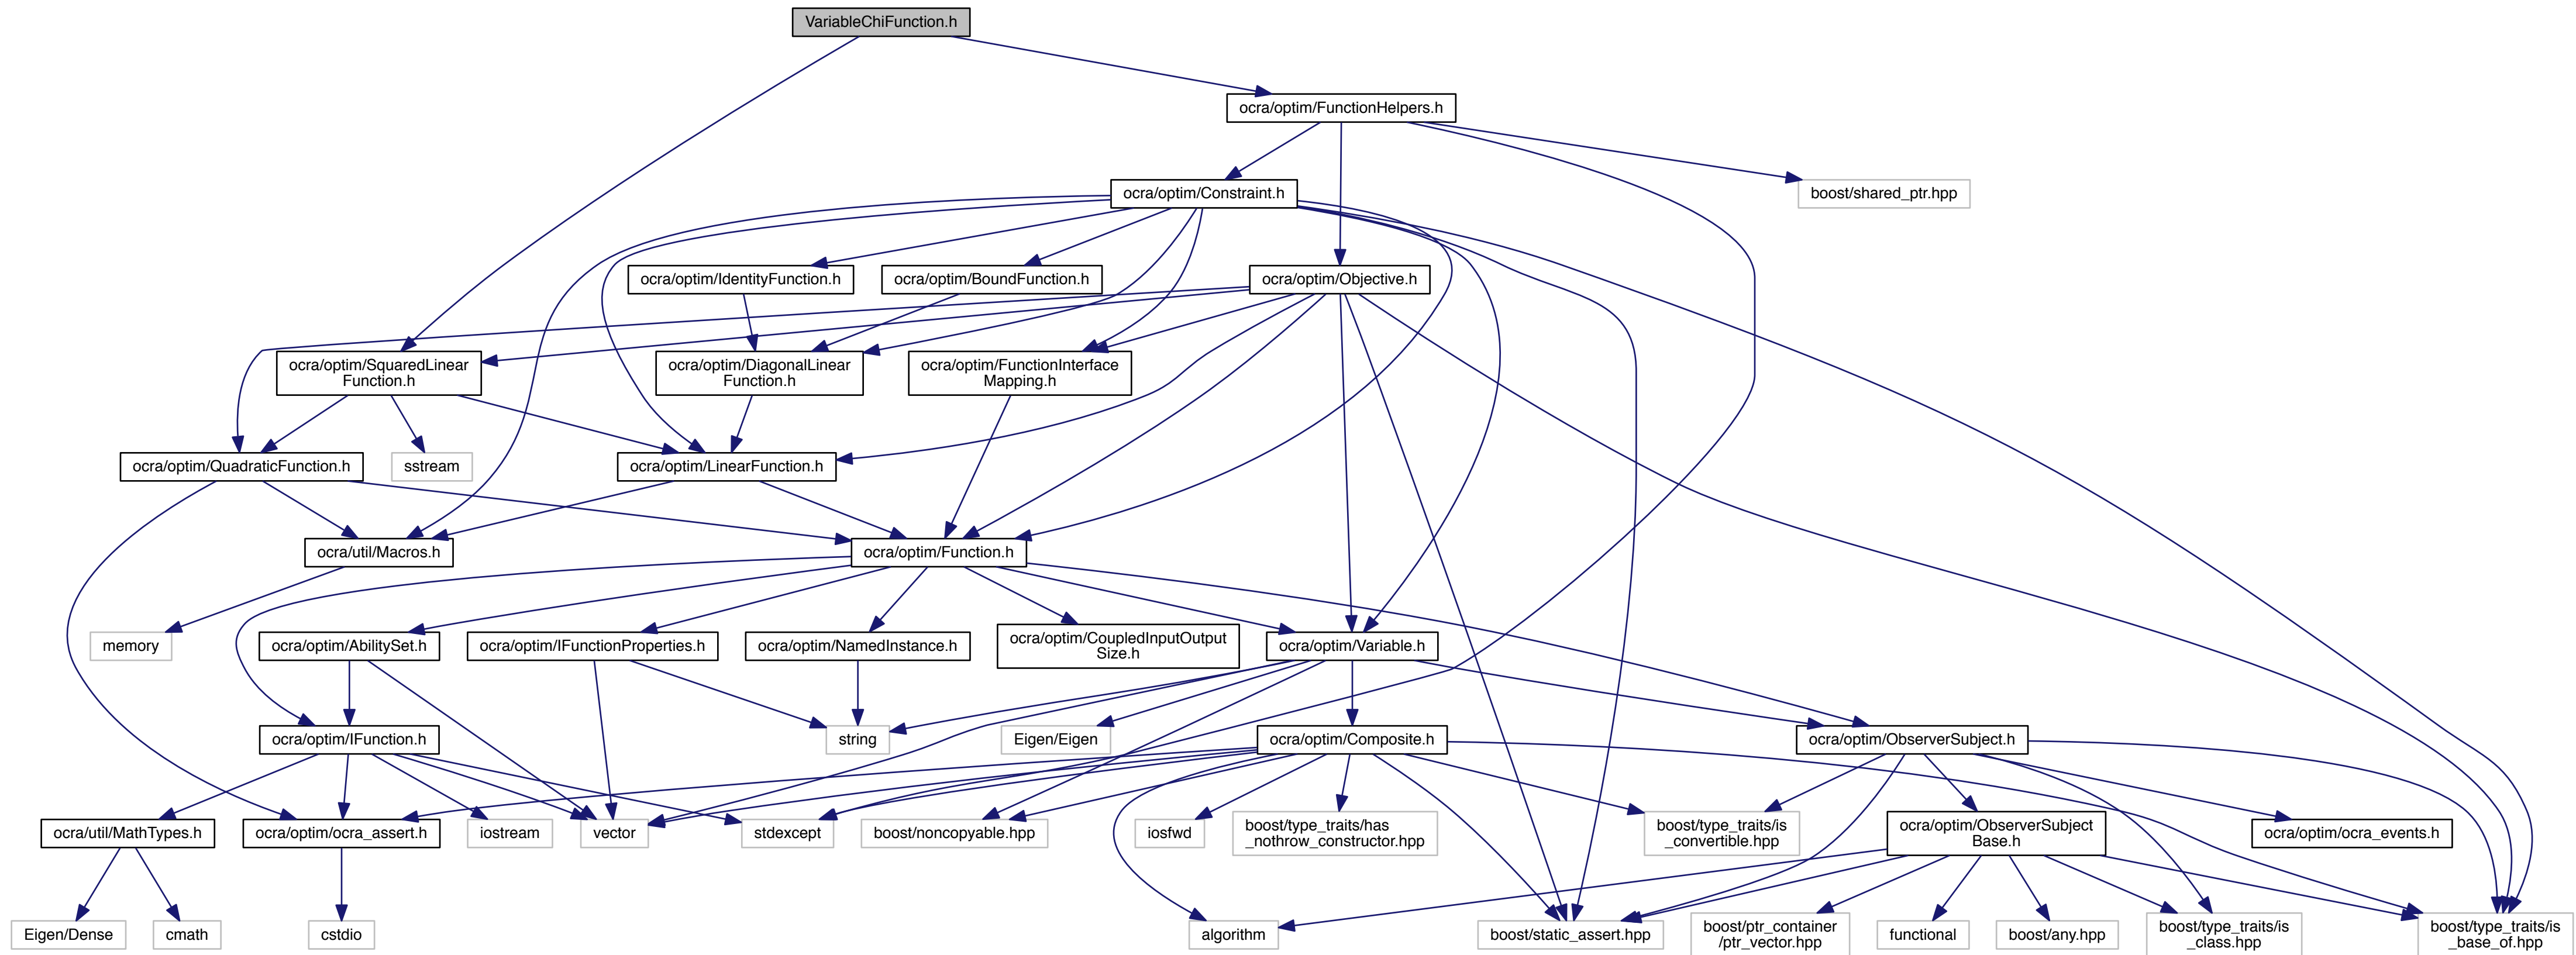 VariableChiFunction.h
ocra/optim/FunctionHelpers.h
ocra/optim/Constraint.h
boost/shared_ptr.hpp
ocra/optim/IdentityFunction.h
ocra/optim/BoundFunction.h
ocra/optim/Objective.h
ocra/optim/SquaredLinear
Function.h
ocra/optim/DiagonalLinear
Function.h
ocra/optim/FunctionInterface
Mapping.h
ocra/optim/QuadraticFunction.h
sstream
ocra/optim/LinearFunction.h
ocra/util/Macros.h
ocra/optim/Function.h
memory
ocra/optim/AbilitySet.h
ocra/optim/IFunctionProperties.h
ocra/optim/NamedInstance.h
ocra/optim/CoupledInputOutput
Size.h
ocra/optim/Variable.h
ocra/optim/IFunction.h
string
Eigen/Eigen
ocra/optim/Composite.h
ocra/optim/ObserverSubject.h
ocra/util/MathTypes.h
ocra/optim/ocra_assert.h
iostream
vector
stdexcept
boost/noncopyable.hpp
iosfwd
boost/type_traits/has
_nothrow_constructor.hpp
boost/type_traits/is
_convertible.hpp
ocra/optim/ObserverSubject
Base.h
ocra/optim/ocra_events.h
Eigen/Dense
cmath
cstdio
algorithm
boost/static_assert.hpp
boost/ptr_container
/ptr_vector.hpp
functional
boost/any.hpp
boost/type_traits/is
_class.hpp
boost/type_traits/is
_base_of.hpp